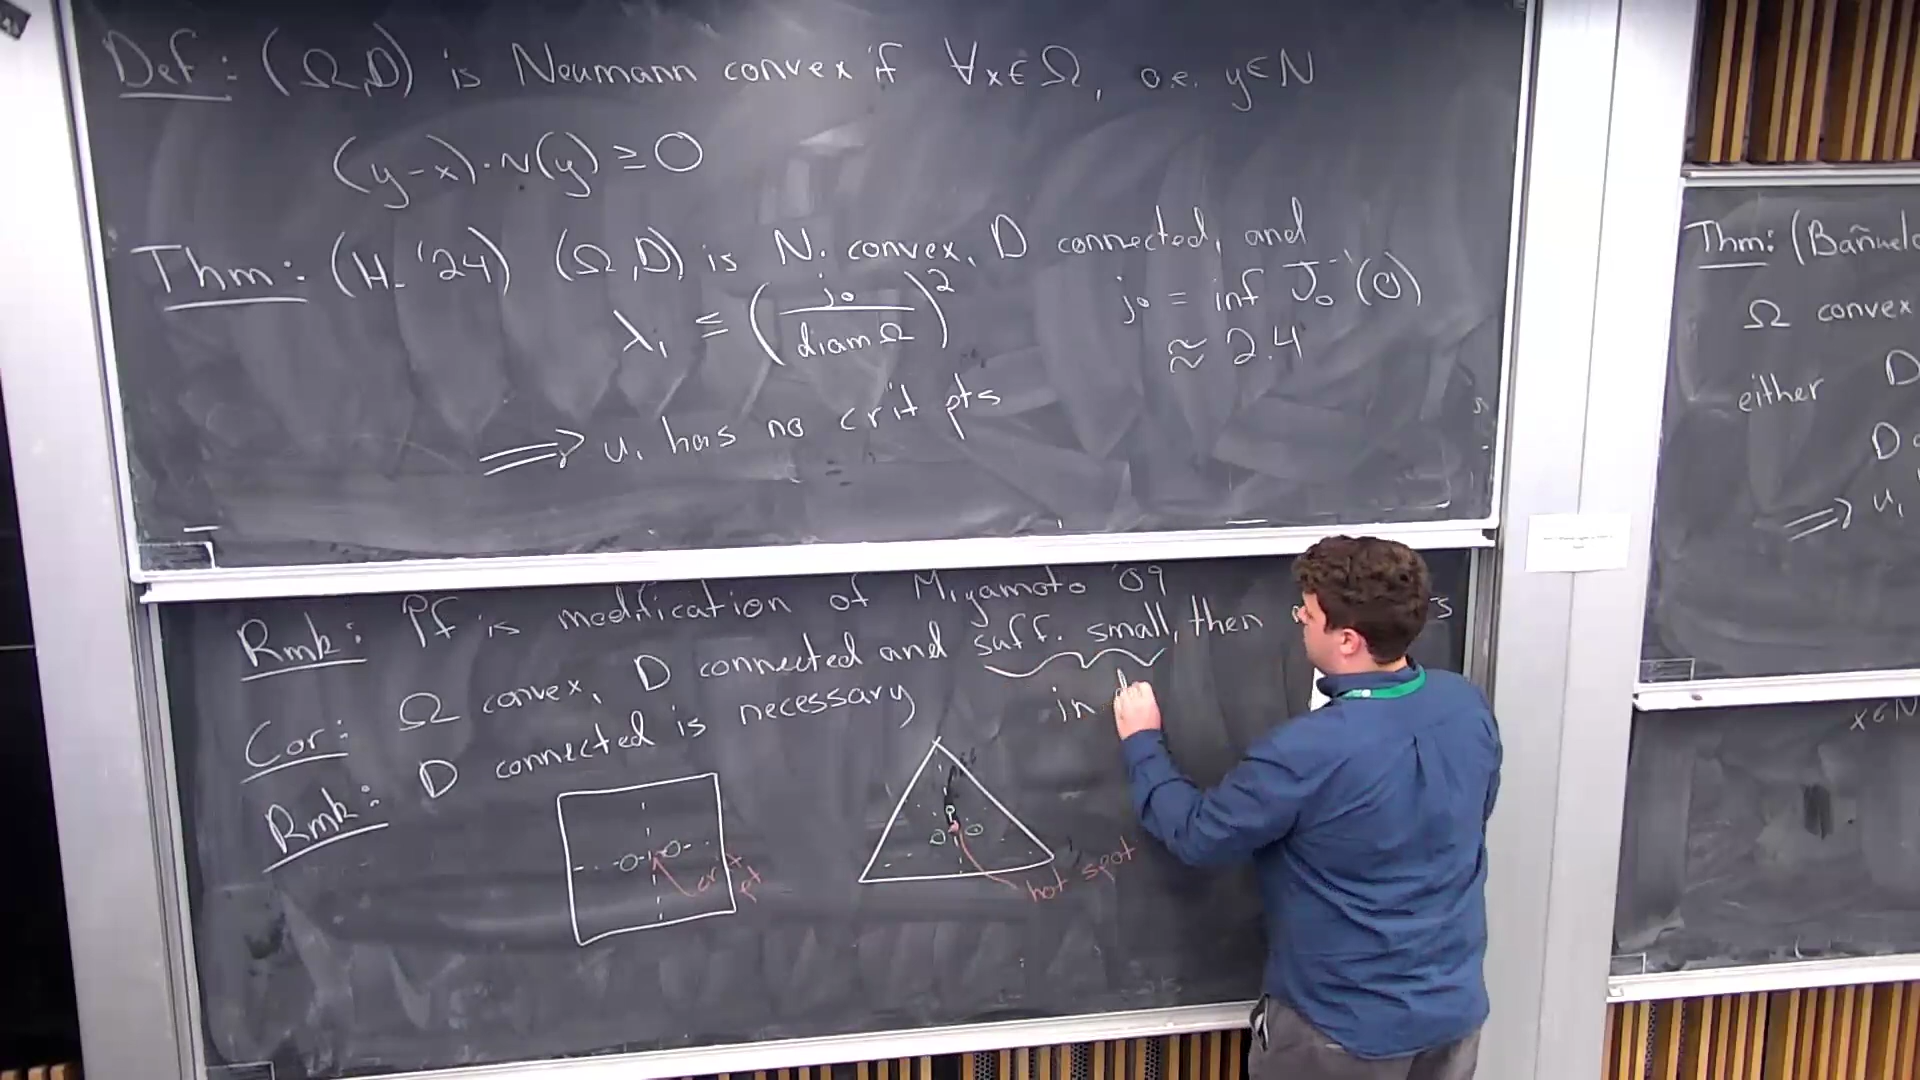 Def: (Ω,D) is Neumann convex if ∀x∈Ω, a.e. y∈N
(y-x)·ν(y) ≥ 0
Thm: (H. '24) (Ω,D) is N. convex, D connected, and
λ₁ ≤ (j₀ / diam Ω)² j₀ = inf J₀⁻¹(0)
≈ 2.4
⟹ u₁ has no crit pts
Rmk: Pf is modification of Miyamoto '09
Cor: Ω convex, D connected and suff. small, then
in
Rmk: D connected is necessary
crit pt
hot spot
Thm: (Bañuelo
Ω convex
either D
D
⟹ u₁
x∈N